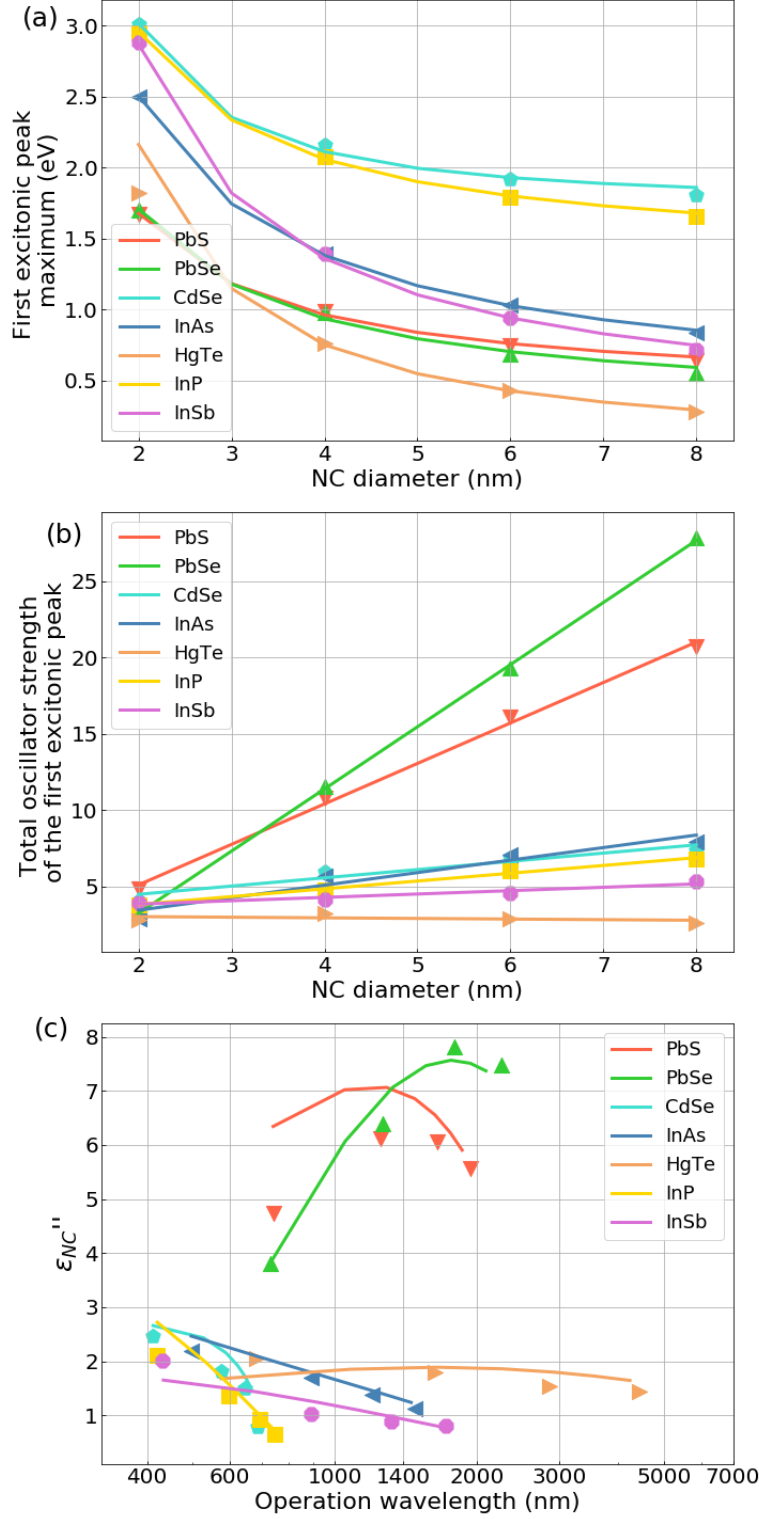 (a)
First excitonic peak
maximum (eV)
3.0
2.5
2.0
1.5
1.0
0.5
PbS
PbSe
CdSe
InAs
HgTe
InP
InSb
2 3 4 5 6 7 8
NC diameter (nm)
(b)
Total oscillator strength
of the first excitonic peak
25
20
15
10
5
PbS
PbSe
CdSe
InAs
HgTe
InP
InSb
2 3 4 5 6 7 8
NC diameter (nm)
(c)
ε_NC''
8
7
6
5
4
3
2
1
PbS
PbSe
CdSe
InAs
HgTe
InP
InSb
400 600 1000 1400 2000 3000 5000 7000
Operation wavelength (nm)